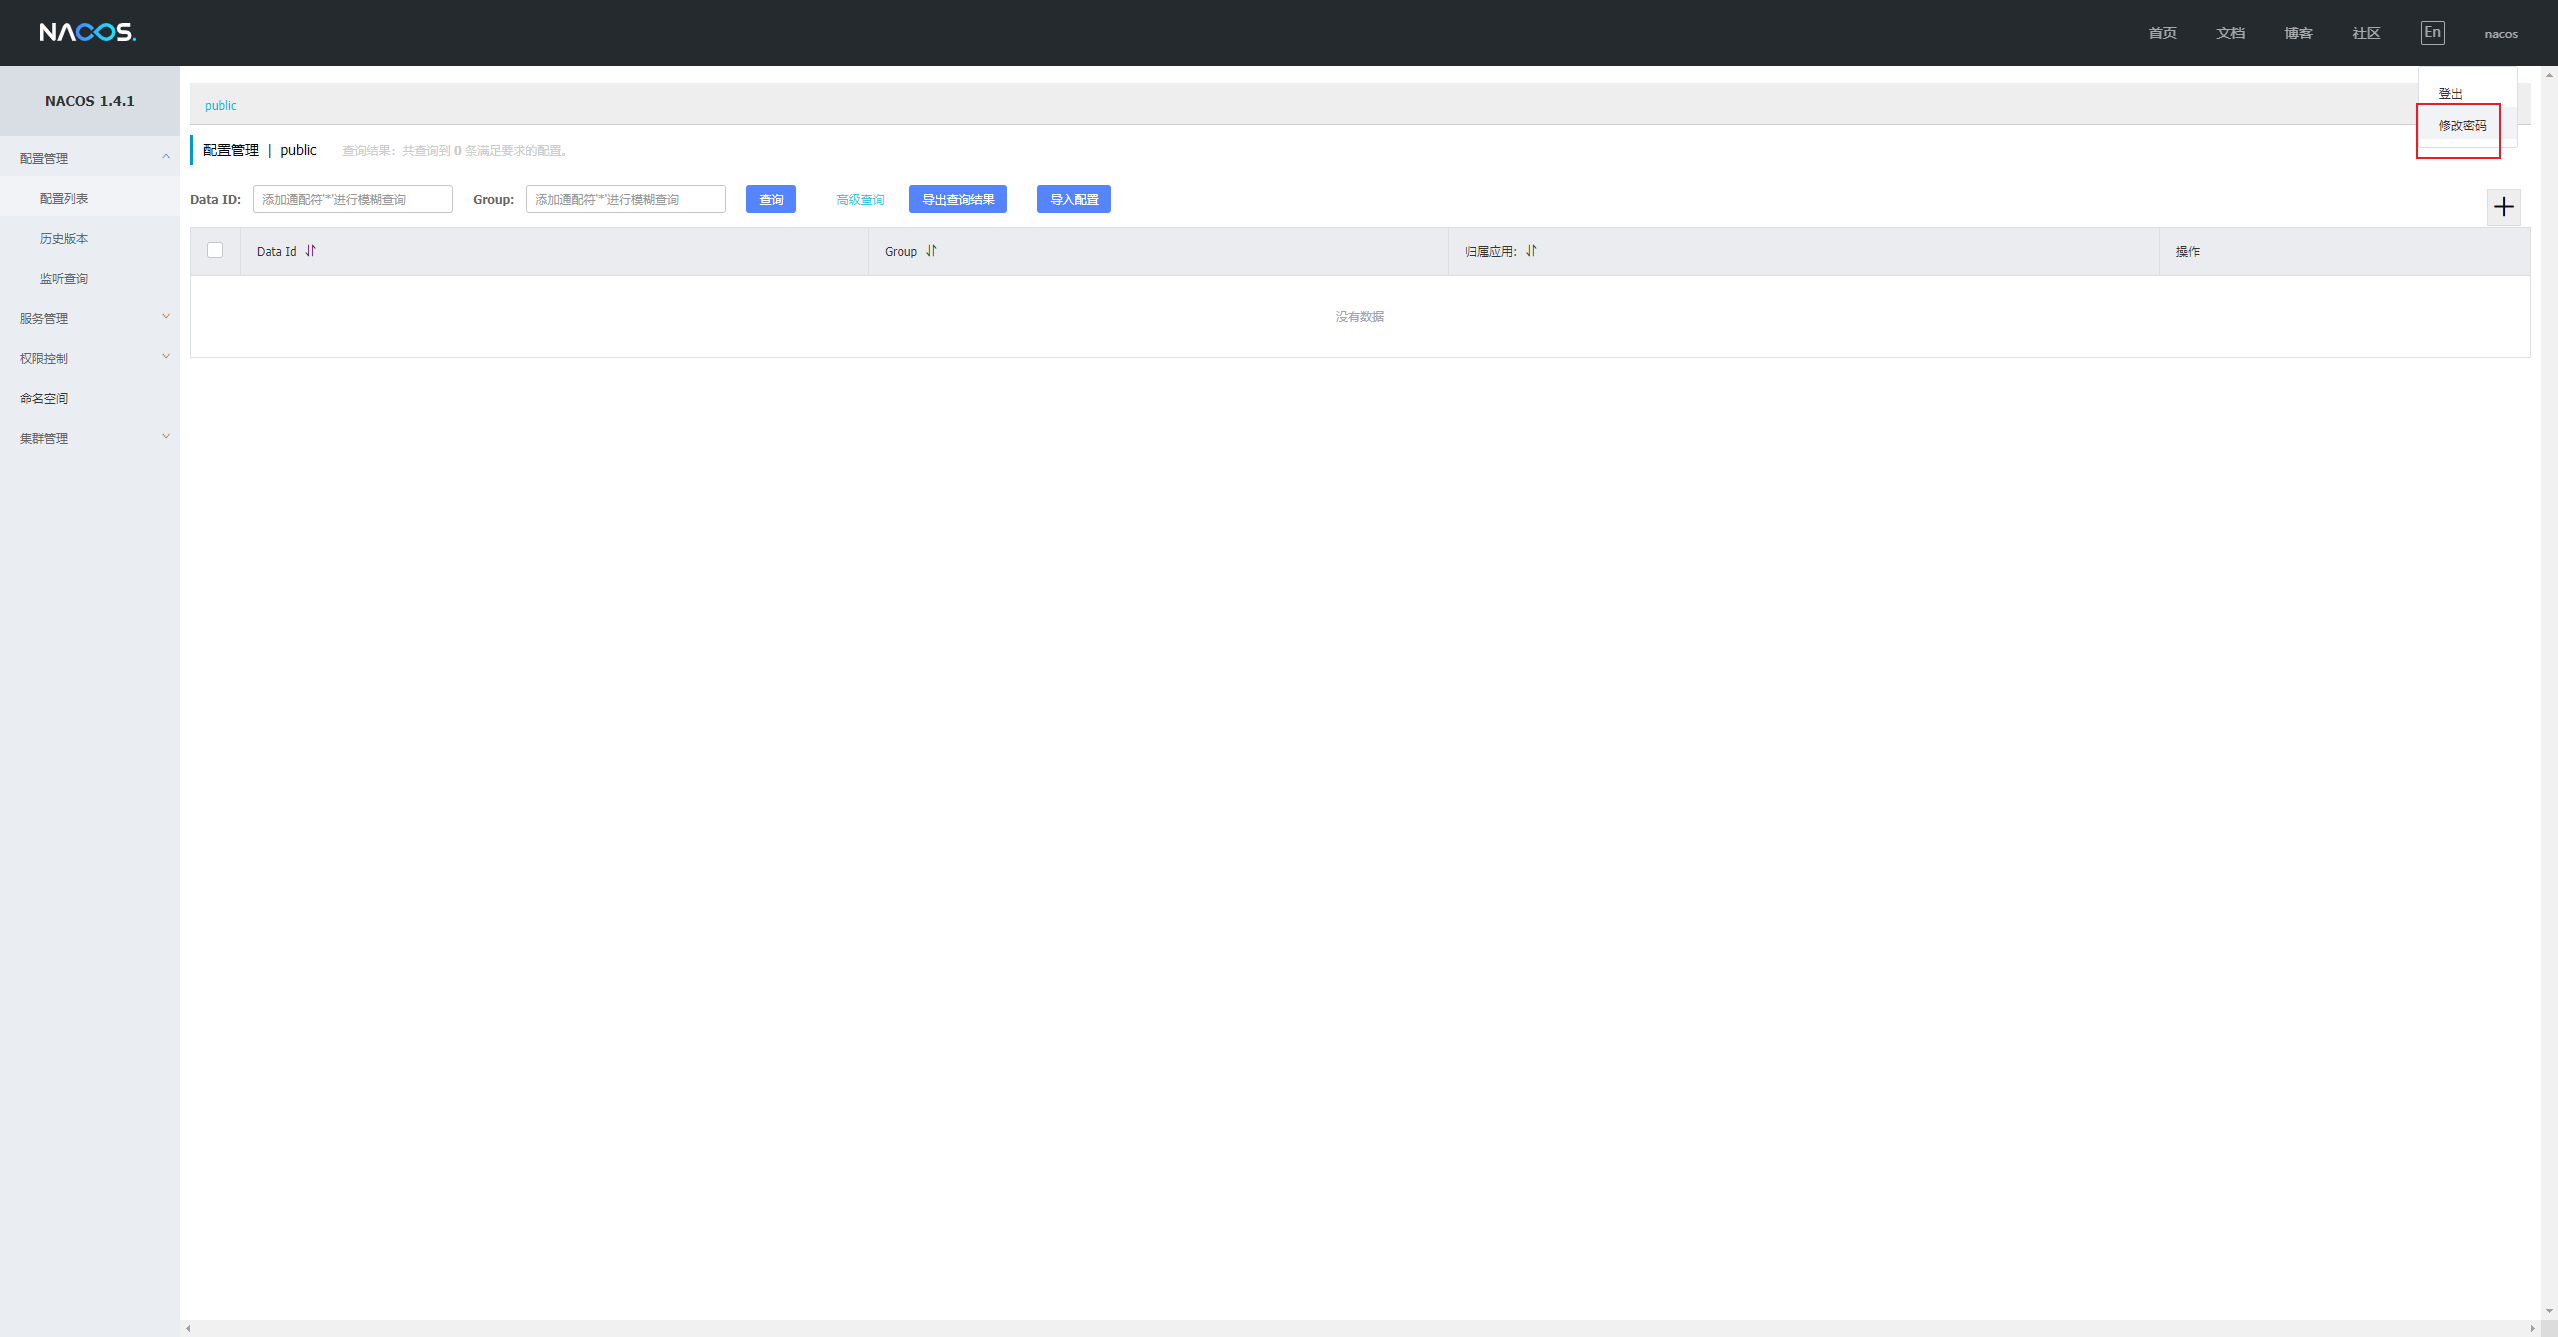 NACOS.
首页 文档 博客 社区 En nacos
NACOS 1.4.1
配置管理
配置列表
历史版本
监听查询
服务管理
权限控制
命名空间
集群管理
登出
修改密码
public
配置管理 | public 查询结果：共查询到 0 条满足要求的配置。
Data ID: 添加通配符'*'进行模糊查询 Group: 添加通配符'*'进行模糊查询 查询 高级查询 导出查询结果 导入配置
Data Id Group 归属应用: 操作
没有数据